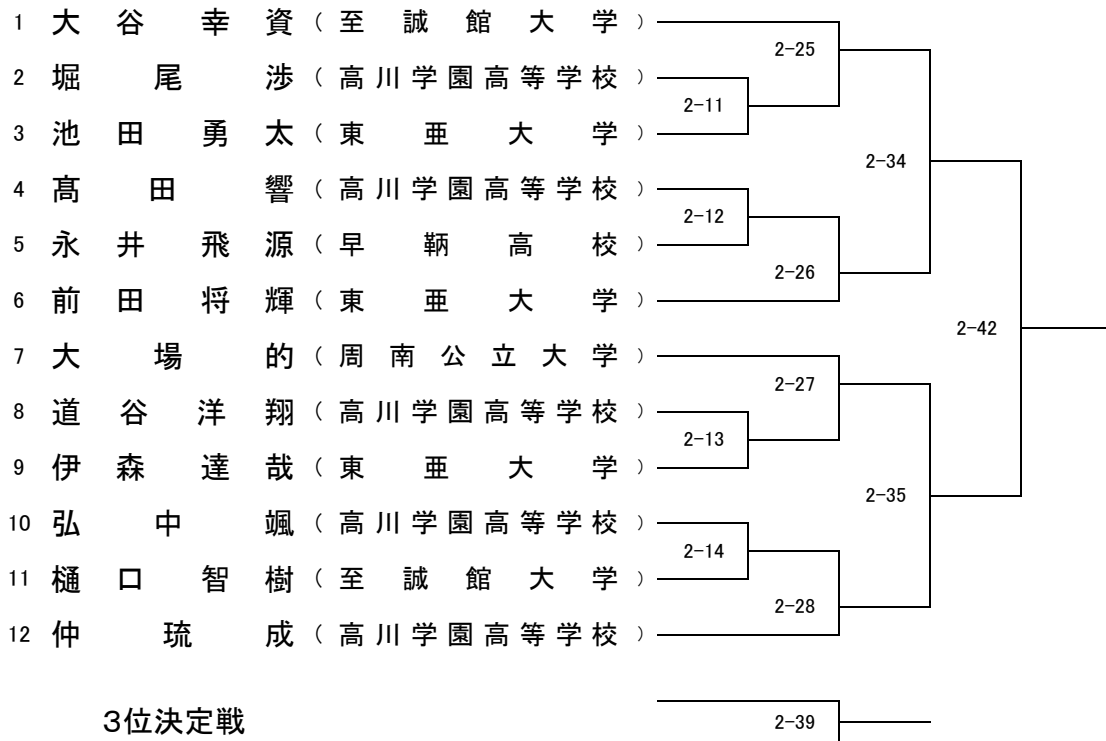 1 大谷幸資（至誠館大学）
2-25
2 堀尾渉（高川学園高等学校）
2-11
3 池田勇太（東亜大学）
2-34
4 髙田響（高川学園高等学校）
2-12
5 永井飛源（早鞆高校）
2-26
6 前田将輝（東亜大学）
2-42
7 大場的（周南公立大学）
2-27
8 道谷洋翔（高川学園高等学校）
2-13
9 伊森達哉（東亜大学）
2-35
10 弘中颯（高川学園高等学校）
2-14
11 樋口智樹（至誠館大学）
2-28
12 仲琉成（高川学園高等学校）
3位決定戦
2-39